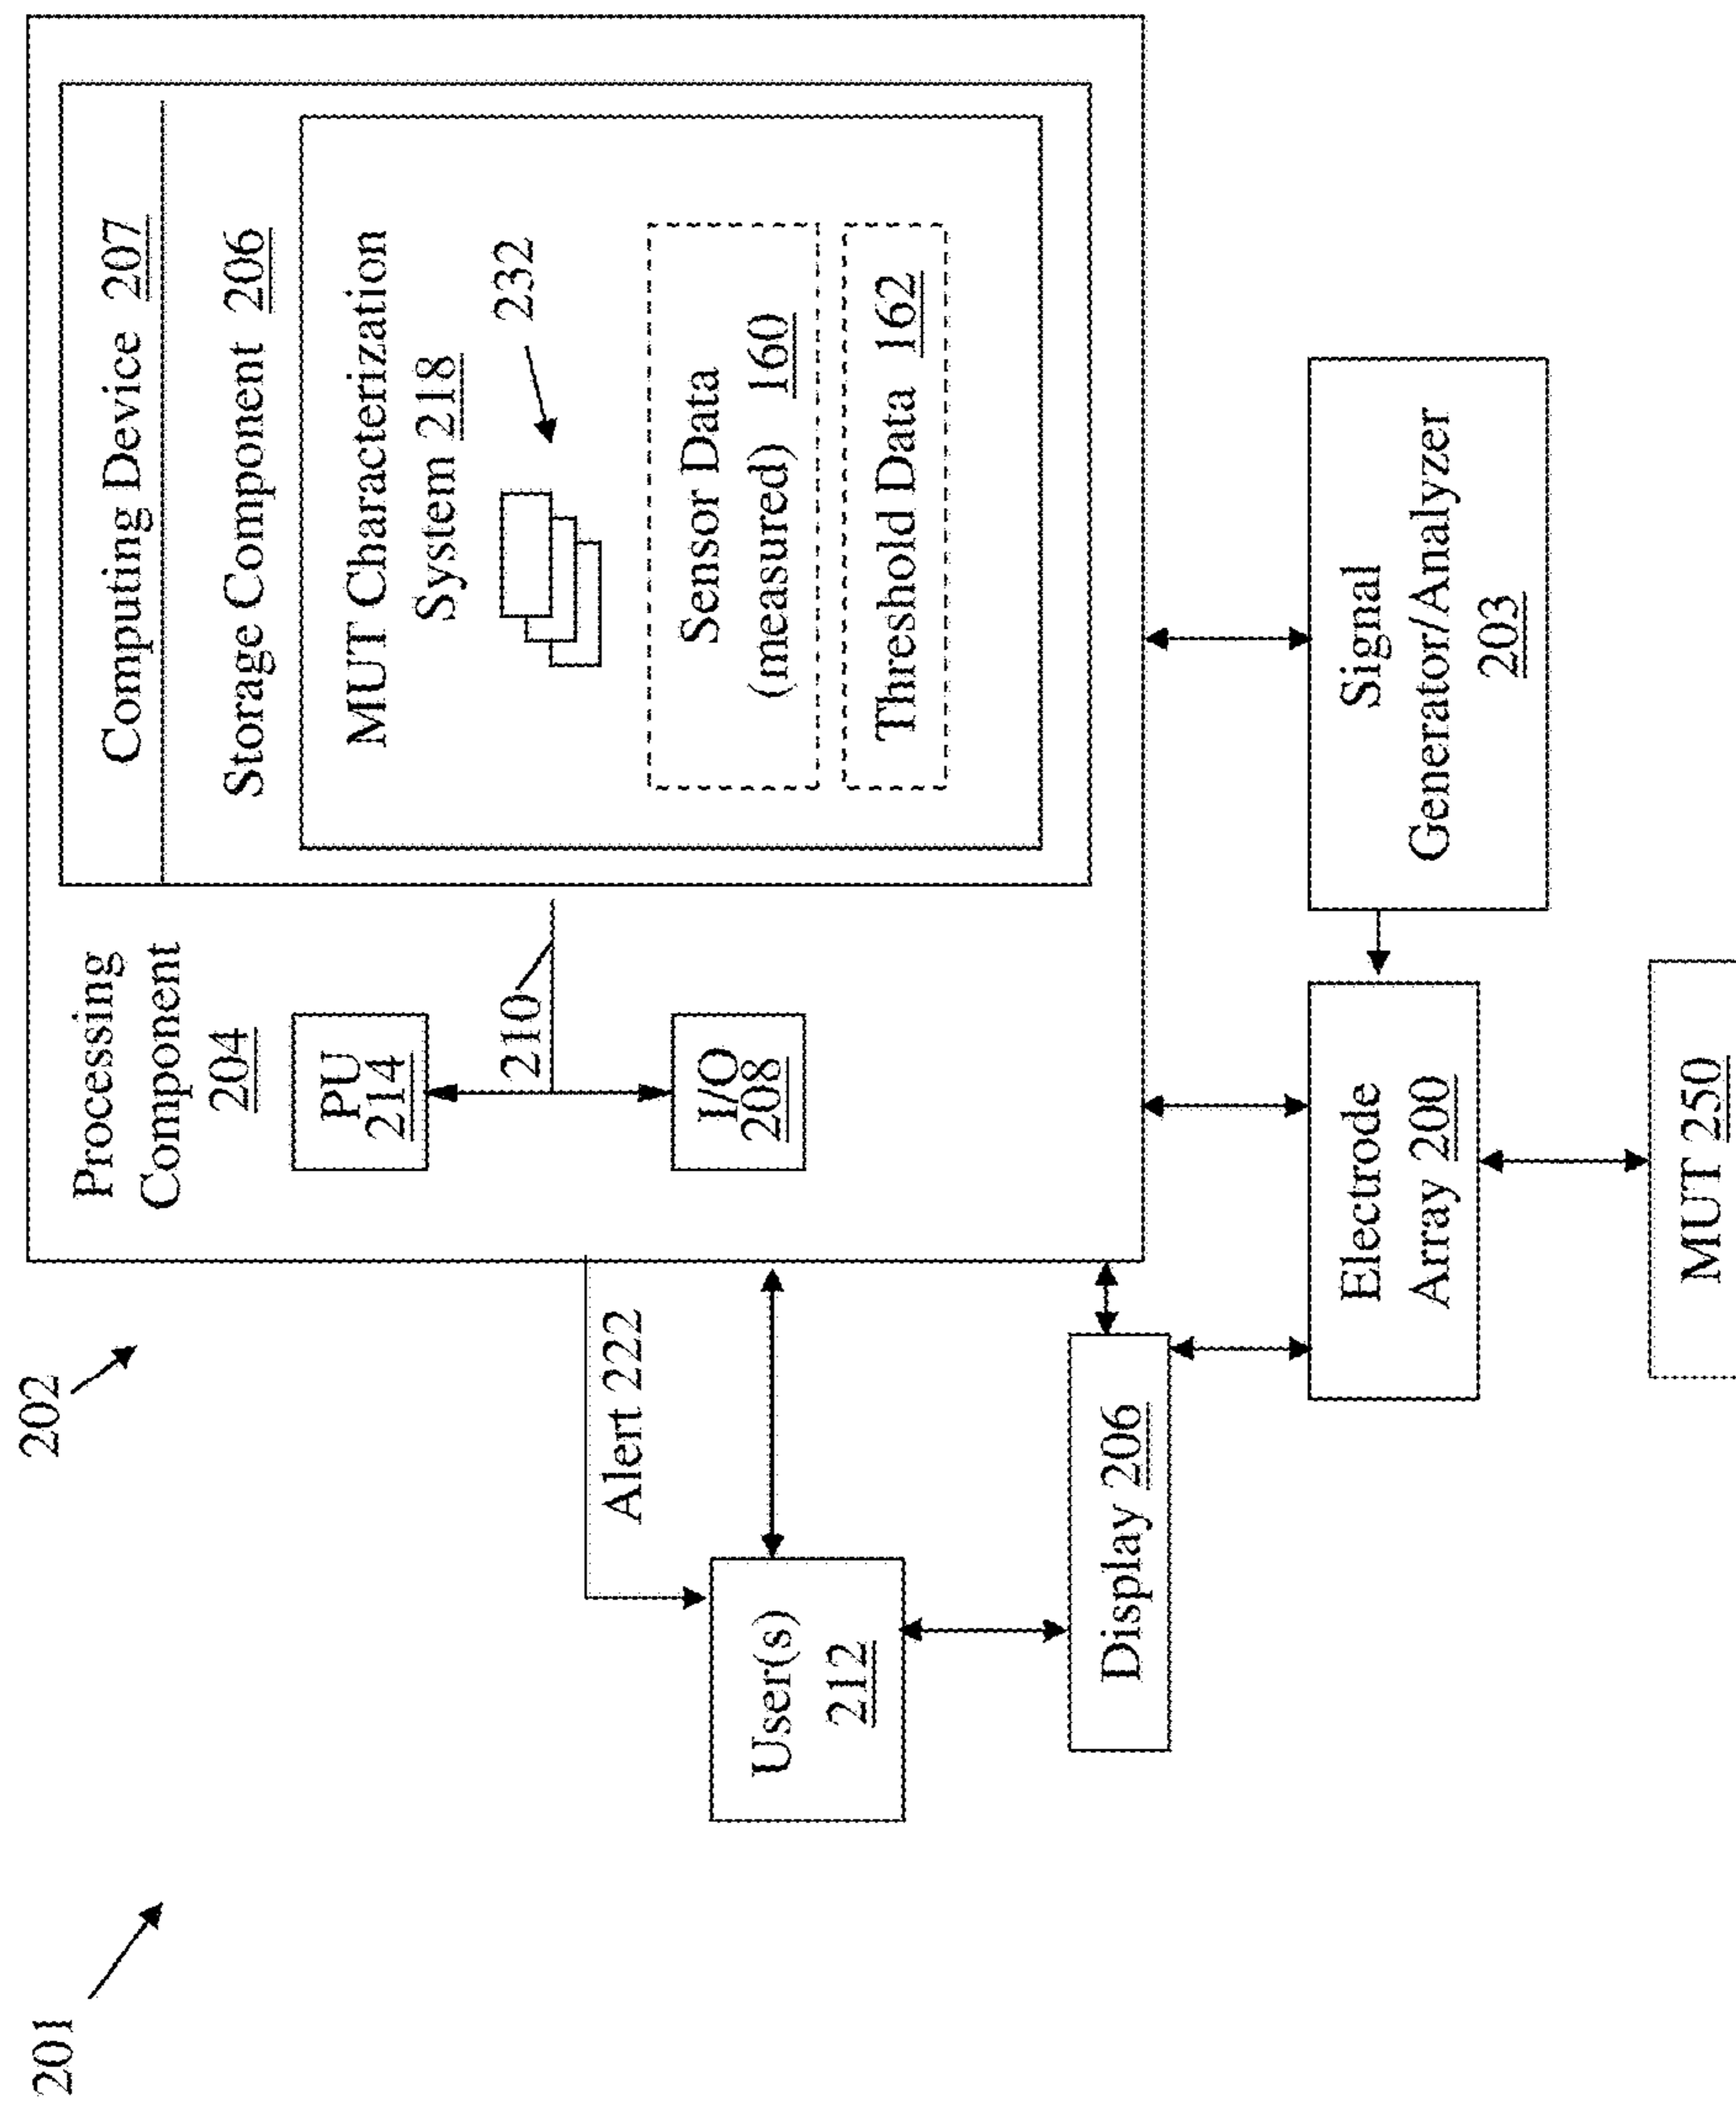 201
202
Processing
Component
204
Computing Device 207
Storage Component 206
MUT Characterization
System 218
232
Sensor Data
(measured) 160
Threshold Data 162
PU
214
210
I/O
208
Alert 222
User(s)
212
Display 206
Electrode
Array 200
Signal
Generator/Analyzer
203
MUT 250